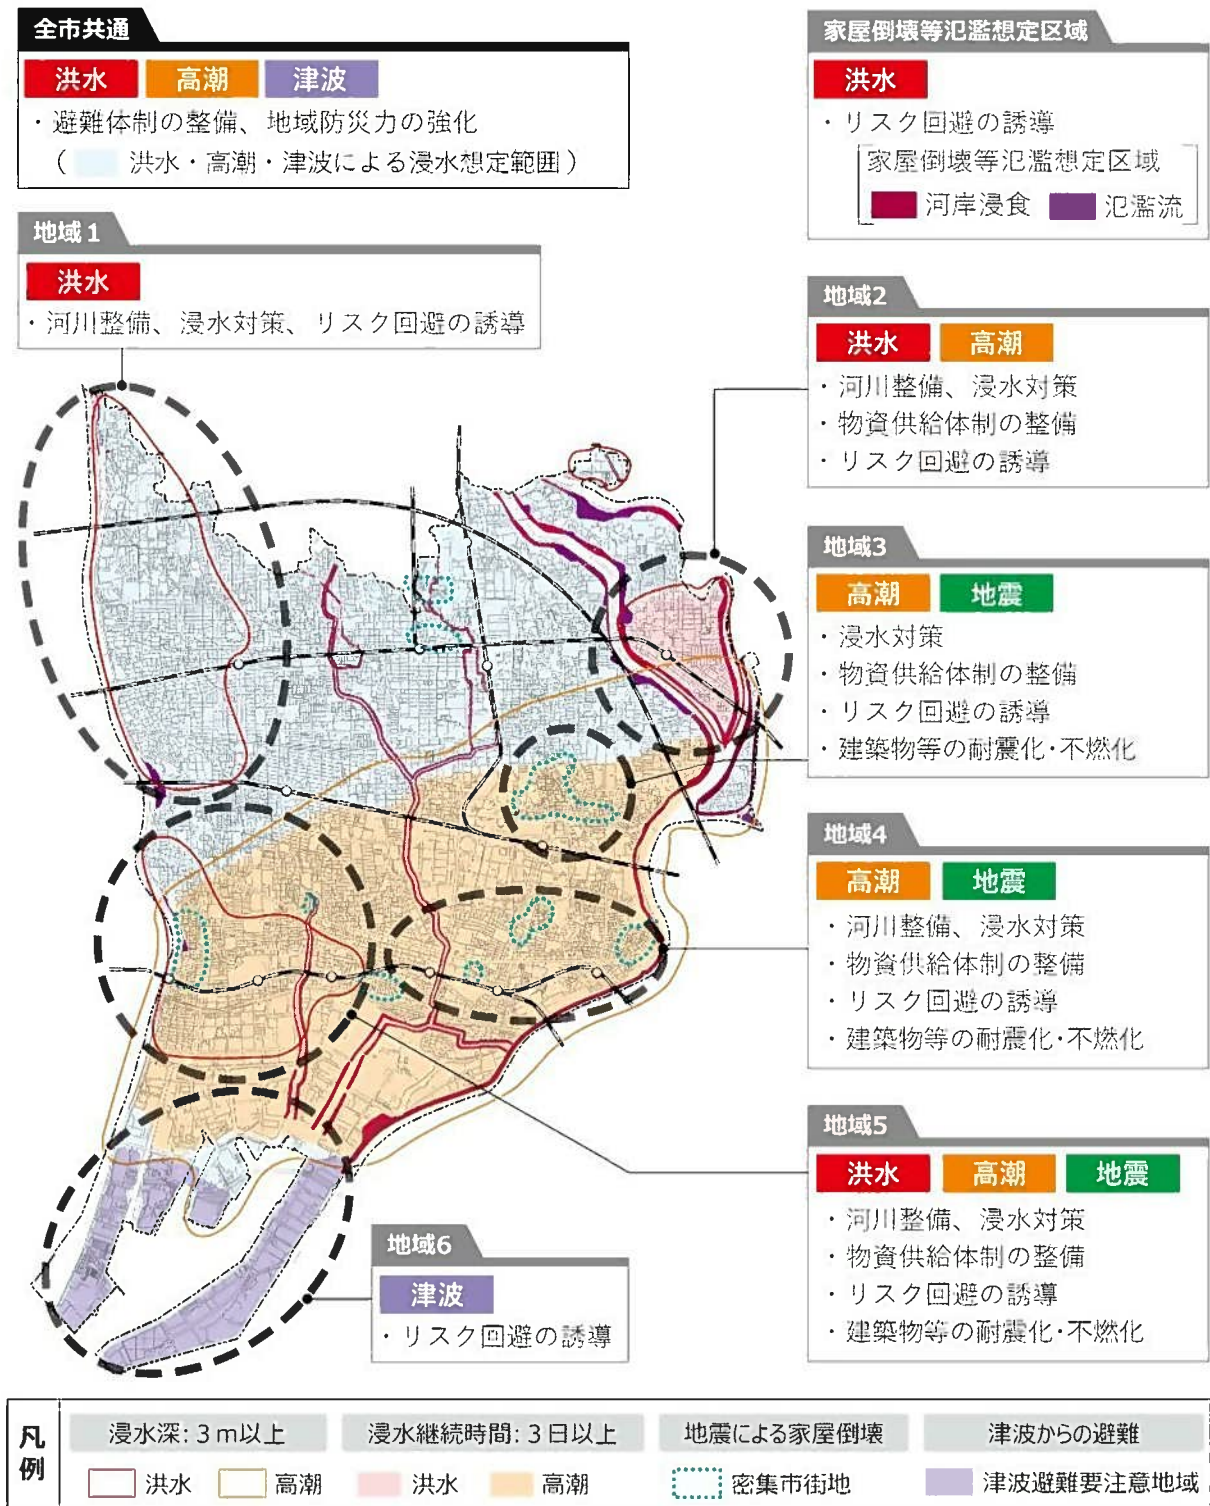 全市共通
洪水 高潮 津波
・避難体制の整備、地域防災力の強化
( 洪水・高潮・津波による浸水想定範囲)
家屋倒壊等氾濫想定区域
洪水
・リスク回避の誘導
家屋倒壊等氾濫想定区域
河岸浸食 氾濫流
地域1
洪水
・河川整備、浸水対策、リスク回避の誘導
地域2
洪水 高潮
・河川整備、浸水対策
・物資供給体制の整備
・リスク回避の誘導
地域3
高潮 地震
・浸水対策
・物資供給体制の整備
・リスク回避の誘導
・建築物等の耐震化・不燃化
地域4
高潮 地震
・河川整備、浸水対策
・物資供給体制の整備
・リスク回避の誘導
・建築物等の耐震化・不燃化
地域5
洪水 高潮 地震
・河川整備、浸水対策
・物資供給体制の整備
・リスク回避の誘導
・建築物等の耐震化・不燃化
地域6
津波
・リスク回避の誘導
凡例
浸水深:3m以上 浸水継続時間:3日以上 地震による家屋倒壊 津波からの避難
洪水 高潮 洪水 高潮 密集市街地 津波避難要注意地域